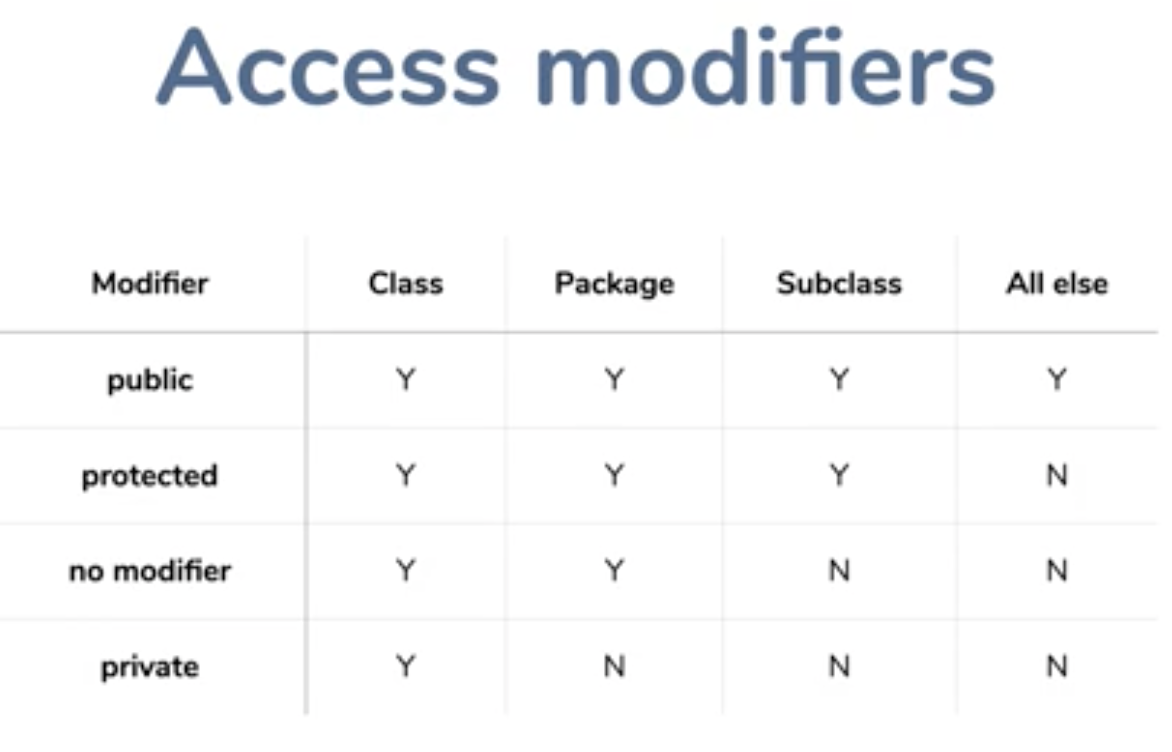 Access modifiers
Modifier Class Package Subclass All else
public Y Y Y Y
protected Y Y Y N
no modifier Y Y N N
private Y N N N